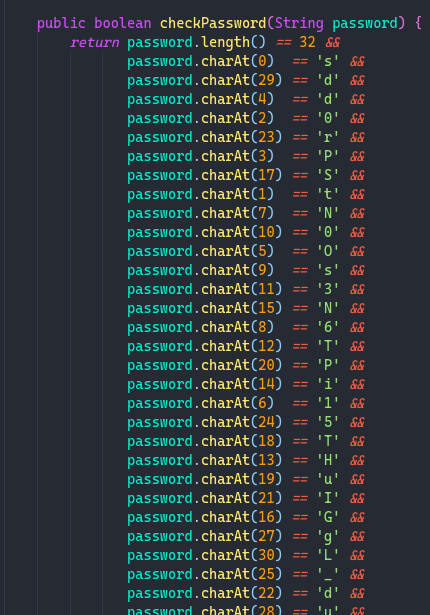 public boolean checkPassword(String password) {
return password.length() == 32 &&
password.charAt(0) == 's' &&
password.charAt(29) == 'd' &&
password.charAt(4) == 'd' &&
password.charAt(2) == '0' &&
password.charAt(23) == 'r' &&
password.charAt(3) == 'P' &&
password.charAt(17) == 'S' &&
password.charAt(1) == 't' &&
password.charAt(7) == 'N' &&
password.charAt(10) == '0' &&
password.charAt(5) == 'O' &&
password.charAt(9) == 's' &&
password.charAt(11) == '3' &&
password.charAt(15) == 'N' &&
password.charAt(8) == '6' &&
password.charAt(12) == 'T' &&
password.charAt(20) == 'P' &&
password.charAt(14) == 'i' &&
password.charAt(6) == '1' &&
password.charAt(24) == '5' &&
password.charAt(18) == 'T' &&
password.charAt(13) == 'H' &&
password.charAt(19) == 'u' &&
password.charAt(21) == 'I' &&
password.charAt(16) == 'G' &&
password.charAt(27) == 'g' &&
password.charAt(30) == 'L' &&
password.charAt(25) == '_' &&
password.charAt(22) == 'd' &&
password.charAt(28) == 'u' &&